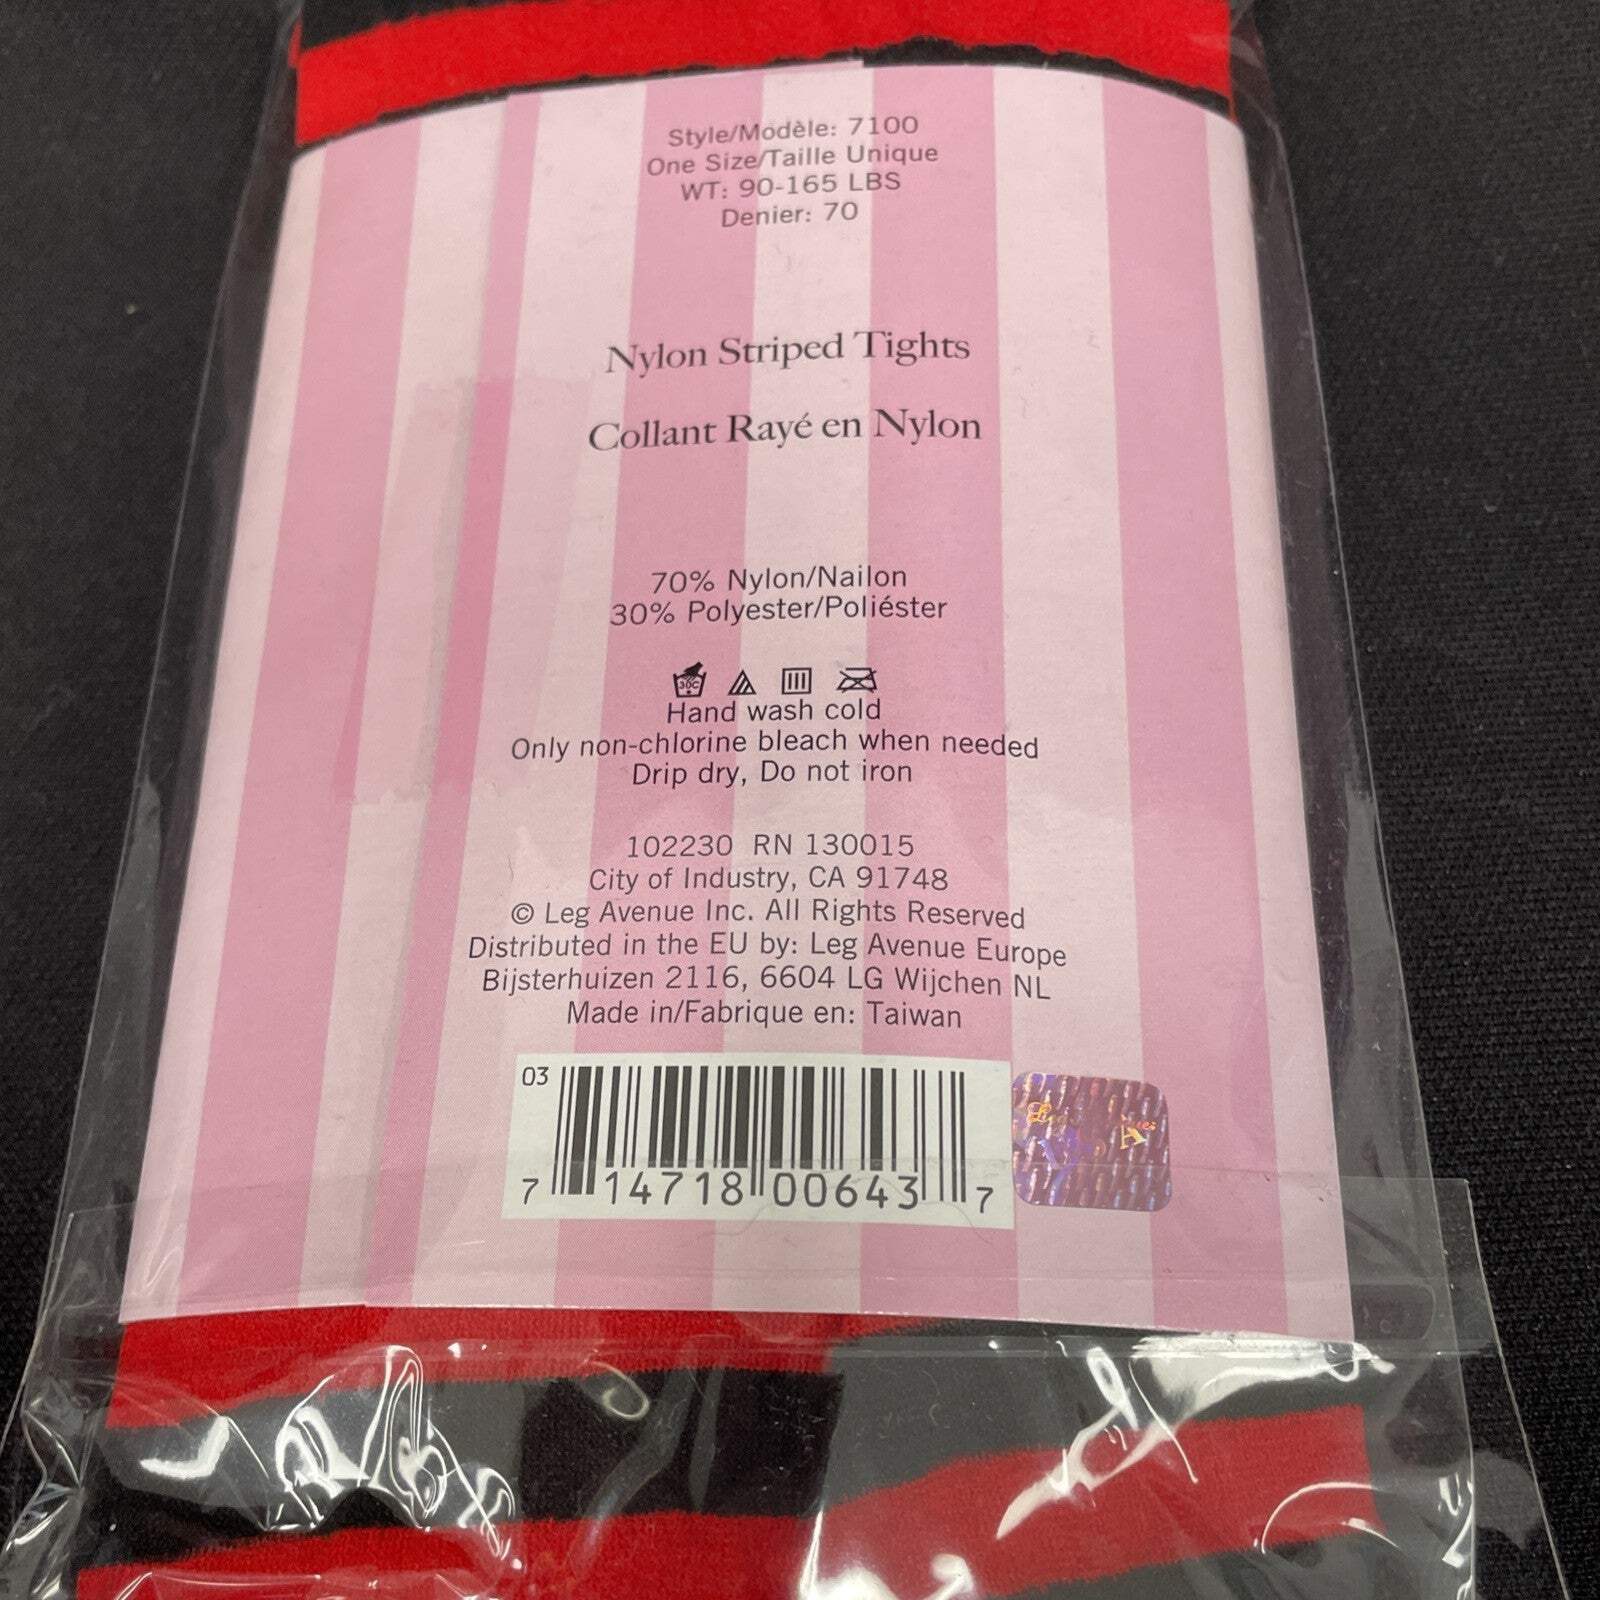 Style/Modèle: 7100
One Size/Taille Unique
WT: 90-165 LBS
Denier: 70
Nylon Striped Tights
Collant Rayé en Nylon
70% Nylon/Nailon
30% Polyester/Poliéster
30C
Hand wash cold
Only non-chlorine bleach when needed
Drip dry, Do not iron
102230 RN 130015
City of Industry, CA 91748
© Leg Avenue Inc. All Rights Reserved
Distributed in the EU by: Leg Avenue Europe
Bijsterhuizen 2116, 6604 LG Wijchen NL
Made in/Fabrique en: Taiwan
03
7 14718 00643 7